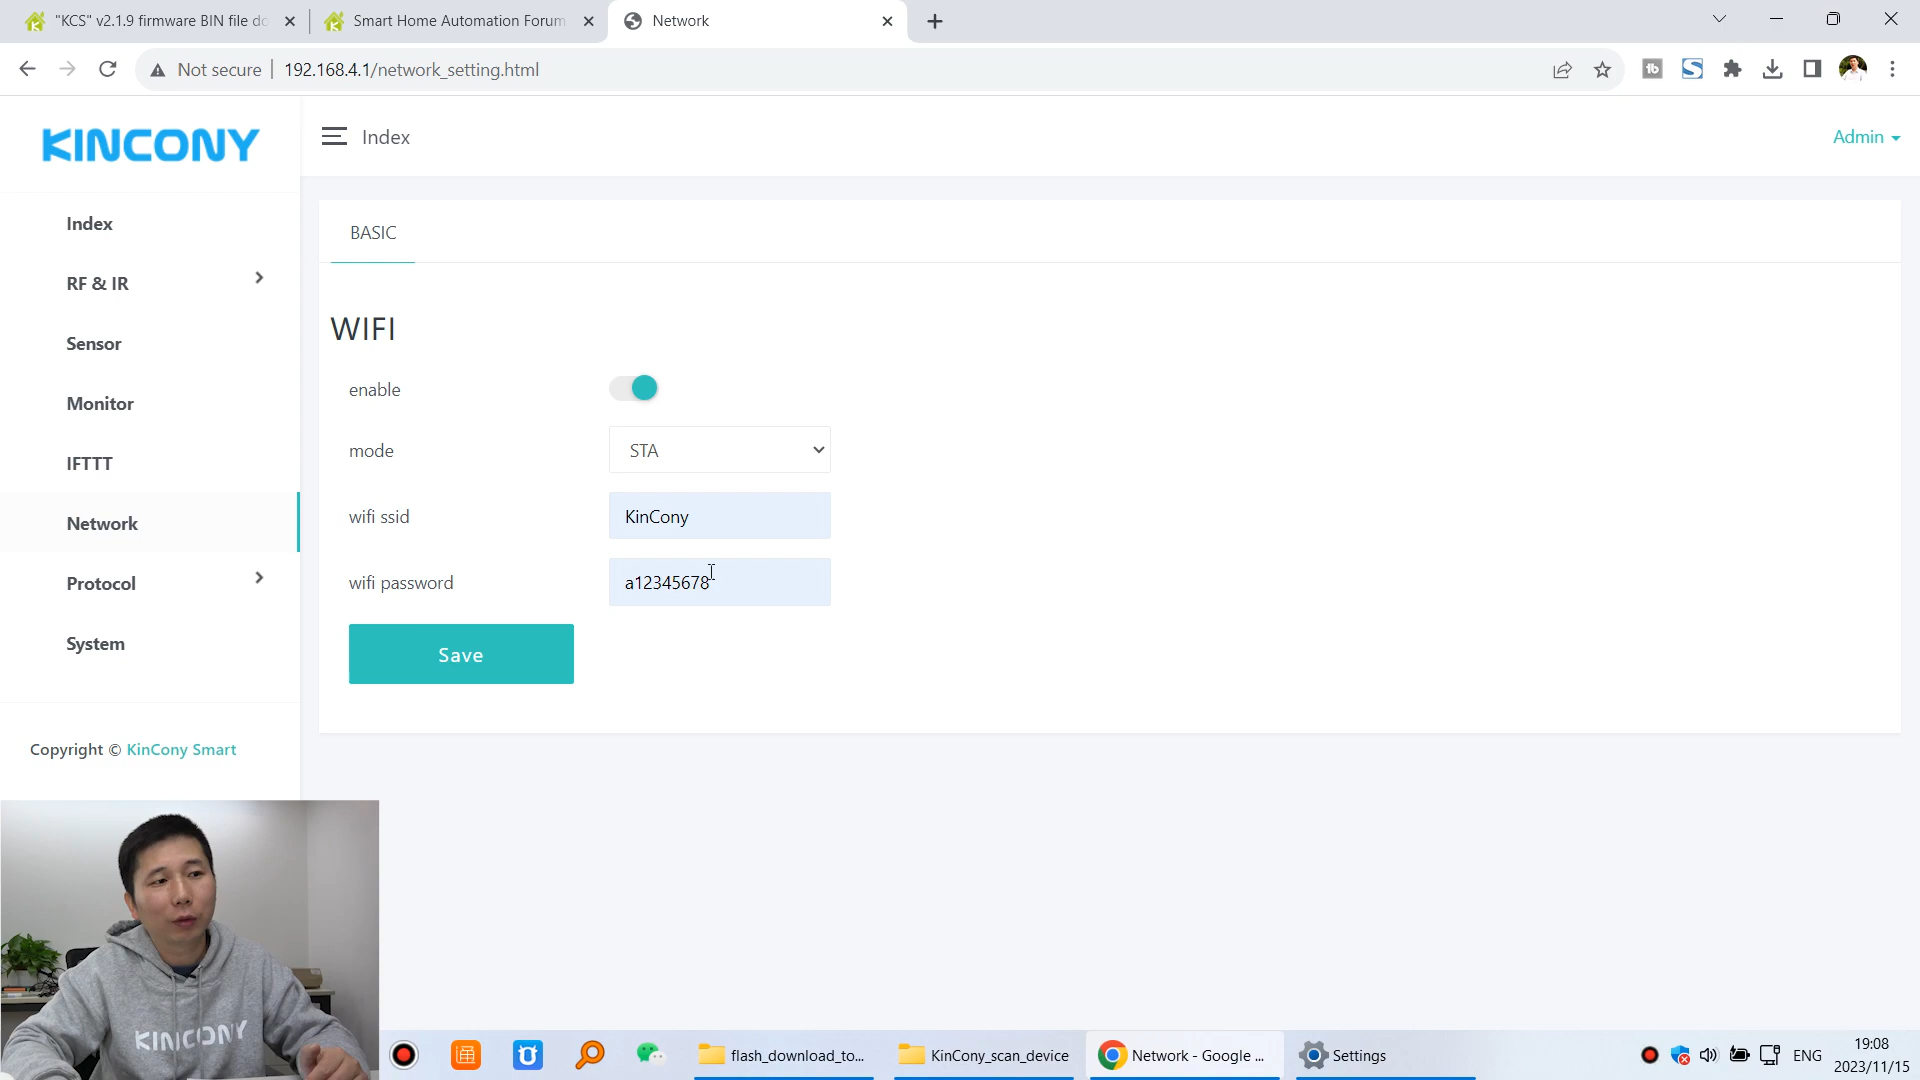 "KCS" v2.1.9 firmware BIN file do
Smart Home Automation Forum
Network
Not secure
192.168.4.1/network_setting.html
KINCONY
Index
Admin
Index
RF & IR
Sensor
Monitor
IFTTT
Network
Protocol
System
BASIC
WIFI
enable
mode
STA
wifi ssid
KinCony
wifi password
a12345678
Save
Copyright © KinCony Smart
KINCONY
flash_download_to...
KinCony_scan_device
Network - Google ...
Settings
ENG
19:08
2023/11/15